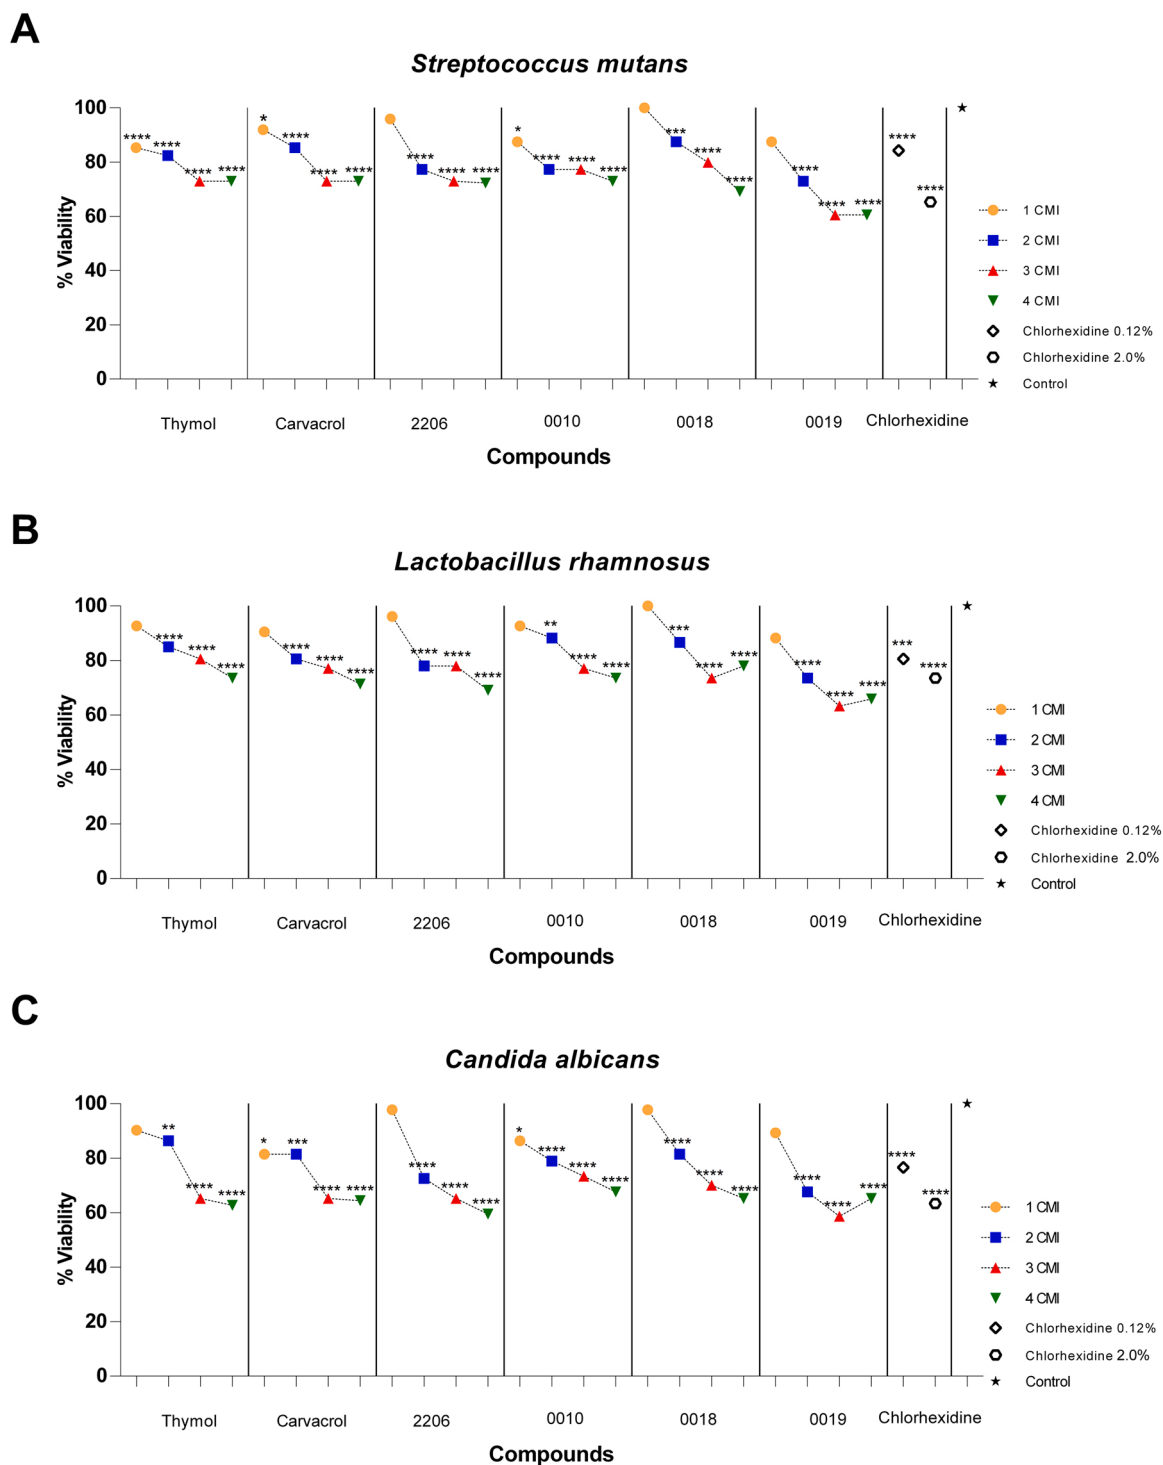 A
Streptococcus mutans
% Viability
100
80
60
40
20
0
**** **** **** ****
* **** **** ****
**** **** ****
* **** **** ****
*** **** ****
**** **** ****
**** ****
Thymol Carvacrol 2206 0010 0018 0019 Chlorhexidine
Compounds
1 CMI
2 CMI
3 CMI
4 CMI
Chlorhexidine 0.12%
Chlorhexidine 2.0%
Control
B
Lactobacillus rhamnosus
% Viability
100
80
60
40
20
0
**** **** ****
**** **** ****
**** **** ****
** **** ****
*** **** ****
**** **** ****
*** ****
Thymol Carvacrol 2206 0010 0018 0019 Chlorhexidine
Compounds
1 CMI
2 CMI
3 CMI
4 CMI
Chlorhexidine 0.12%
Chlorhexidine 2.0%
Control
C
Candida albicans
% Viability
100
80
60
40
20
0
** **** ****
* *** **** ****
**** **** ****
* **** **** ****
**** **** ****
**** **** ****
**** ****
Thymol Carvacrol 2206 0010 0018 0019 Chlorhexidine
Compounds
1 CMI
2 CMI
3 CMI
4 CMI
Chlorhexidine 0.12%
Chlorhexidine 2.0%
Control